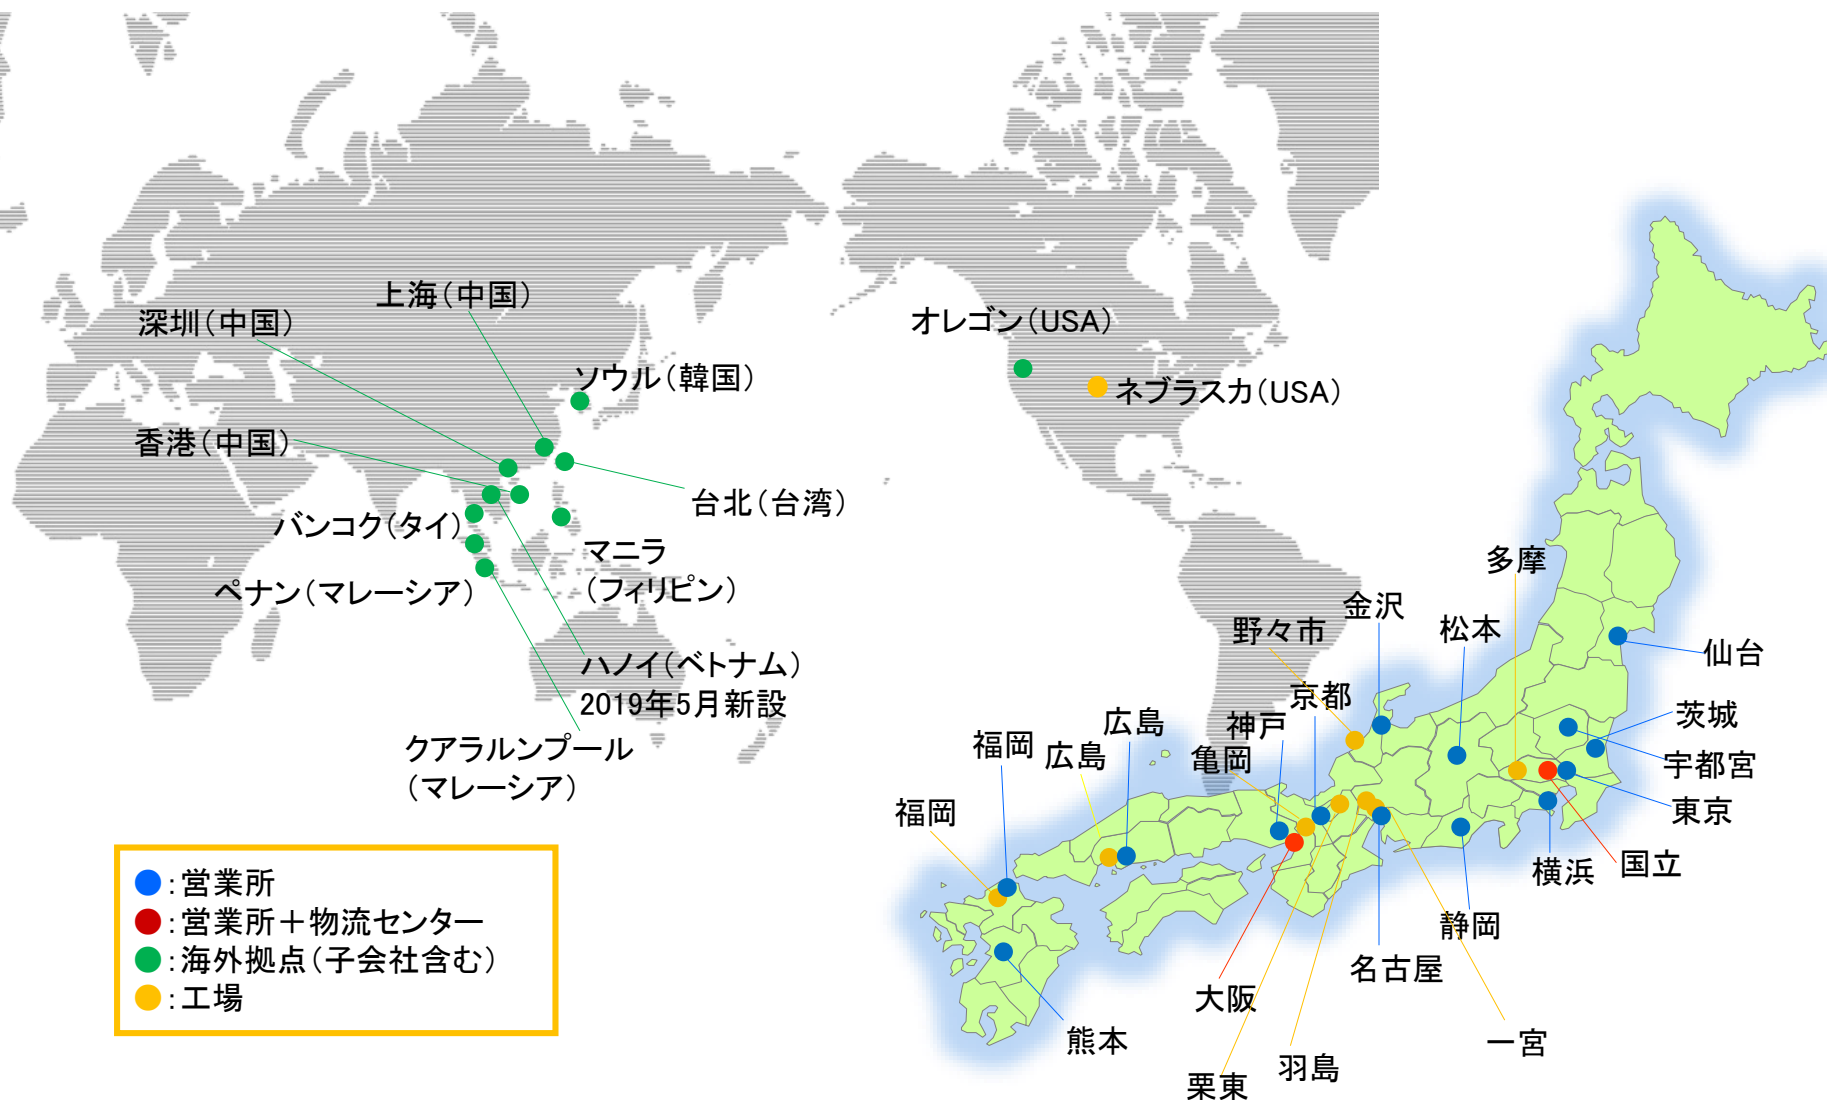 上海（中国）
深圳（中国）
ソウル（韓国）
香港（中国）
台北（台湾）
バンコク（タイ）
マニラ
（フィリピン）
ペナン（マレーシア）
ハノイ（ベトナム）
2019年5月新設
クアラルンプール
（マレーシア）
オレゴン（USA）
ネブラスカ（USA）
多摩
金沢
野々市
松本
仙台
京都
茨城
広島
神戸
福岡
広島
亀岡
宇都宮
東京
福岡
横浜
国立
静岡
名古屋
大阪
熊本
一宮
羽島
栗東
：営業所
：営業所＋物流センター
：海外拠点（子会社含む）
：工場